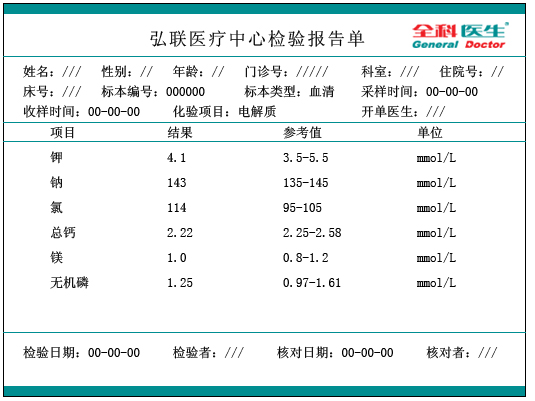 弘联医疗中心检验报告单
全科医生
General Doctor
姓名：/// 性别：// 年龄：// 门诊号：///// 科室：/// 住院号：//
床号：/// 标本编号：000000 标本类型：血清 采样时间：00-00-00
收样时间：00-00-00 化验项目：电解质 开单医生：///
项目 结果 参考值 单位
钾 4.1 3.5-5.5 mmol/L
钠 143 135-145 mmol/L
氯 114 95-105 mmol/L
总钙 2.22 2.25-2.58 mmol/L
镁 1.0 0.8-1.2 mmol/L
无机磷 1.25 0.97-1.61 mmol/L
检验日期：00-00-00 检验者：/// 核对日期：00-00-00 核对者：///